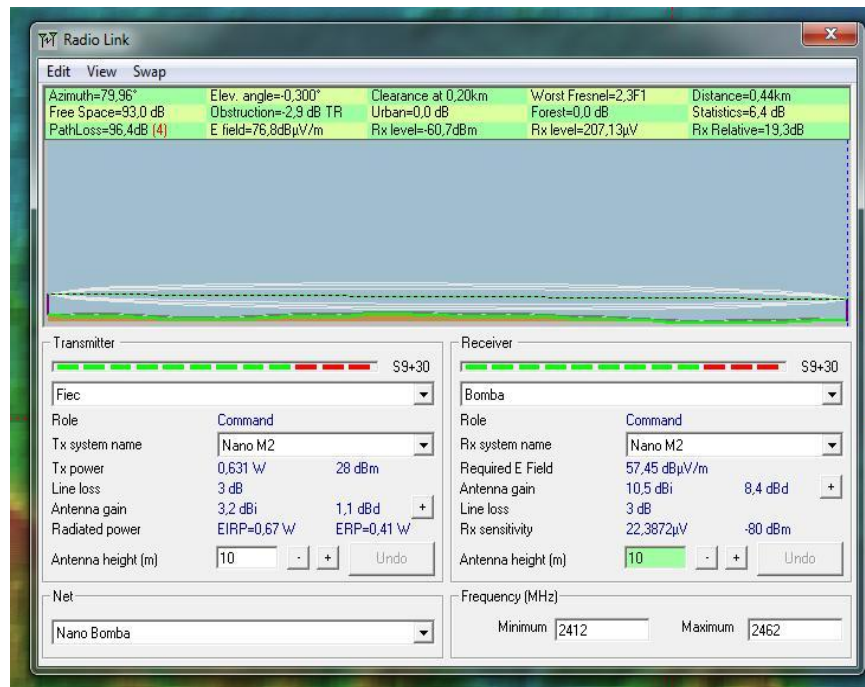 Radio Link
Edit View Swap
Azimuth=79,96° Elev. angle=-0,300° Clearance at 0,20km Worst Fresnel=2,3F1 Distance=0,44km
Free Space=93,0 dB Obstruction=-2,9 dB TR Urban=0,0 dB Forest=0,0 dB Statistics=6,4 dB
PathLoss=96,4dB (4) E field=76,8dBµV/m Rx level=-60,7dBm Rx level=207,13µV Rx Relative=19,3dB
Transmitter
S9+30
Fiec
Role Command
Tx system name Nano M2
Tx power 0,631 W 28 dBm
Line loss 3 dB
Antenna gain 3,2 dBi 1,1 dBd +
Radiated power EIRP=0,67 W ERP=0,41 W
Antenna height (m) 10 - + Undo
Receiver
S9+30
Bomba
Role Command
Rx system name Nano M2
Required E Field 57,45 dBµV/m
Antenna gain 10,5 dBi 8,4 dBd +
Line loss 3 dB
Rx sensitivity 22,3872µV -80 dBm
Antenna height (m) 10 - + Undo
Net
Nano Bomba
Frequency (MHz)
Minimum 2412 Maximum 2462